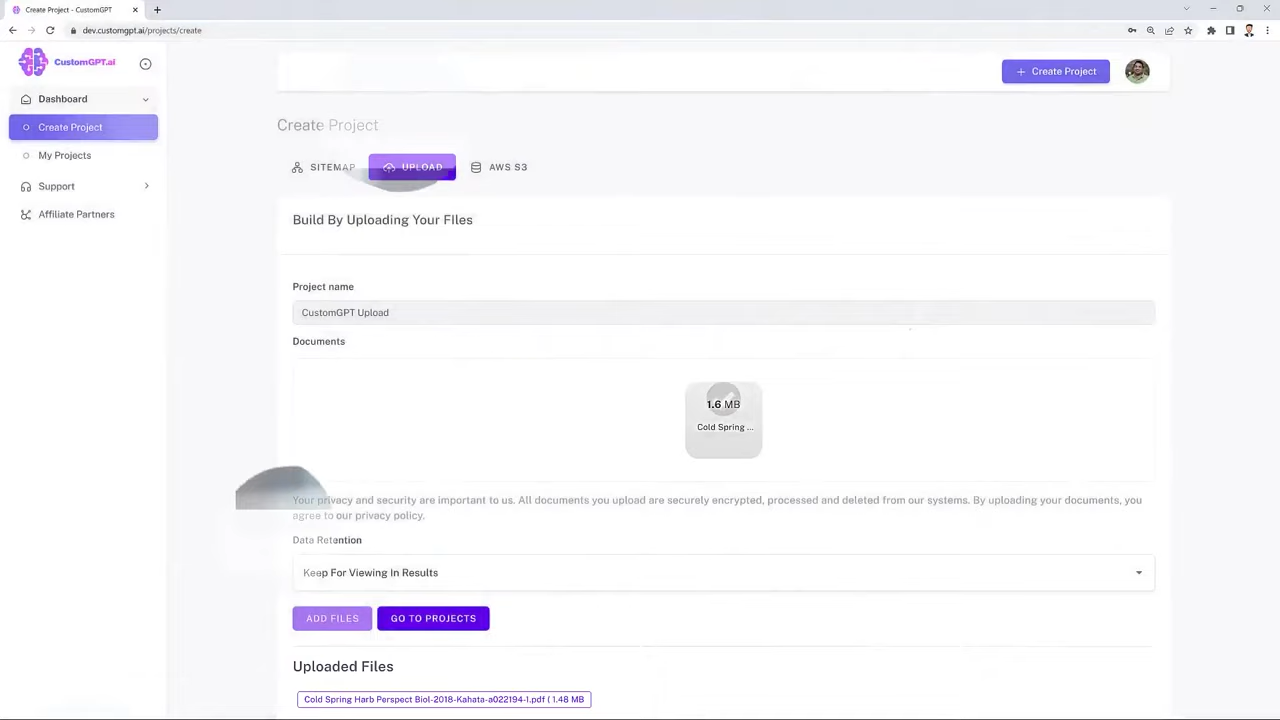 Create Project - CustomGPT
dev.customgpt.ai/projects/create
CustomGPT.ai
Create Project
Dashboard
Create Project
My Projects
Support
Affiliate Partners
Create Project
SITEMAP
UPLOAD
AWS S3
Build By Uploading Your FIles
Project name
CustomGPT Upload
Documents
1.6 MB
Cold Spring ...
Your privacy and security are important to us. All documents you upload are securely encrypted, processed and deleted from our systems. By uploading your documents, you
agree to our privacy policy.
Data Retention
Keep For Viewing In Results
ADD FILES
GO TO PROJECTS
Uploaded Files
Cold Spring Harb Perspect Biol-2018-Kahata-a022194-1.pdf ( 1.48 MB